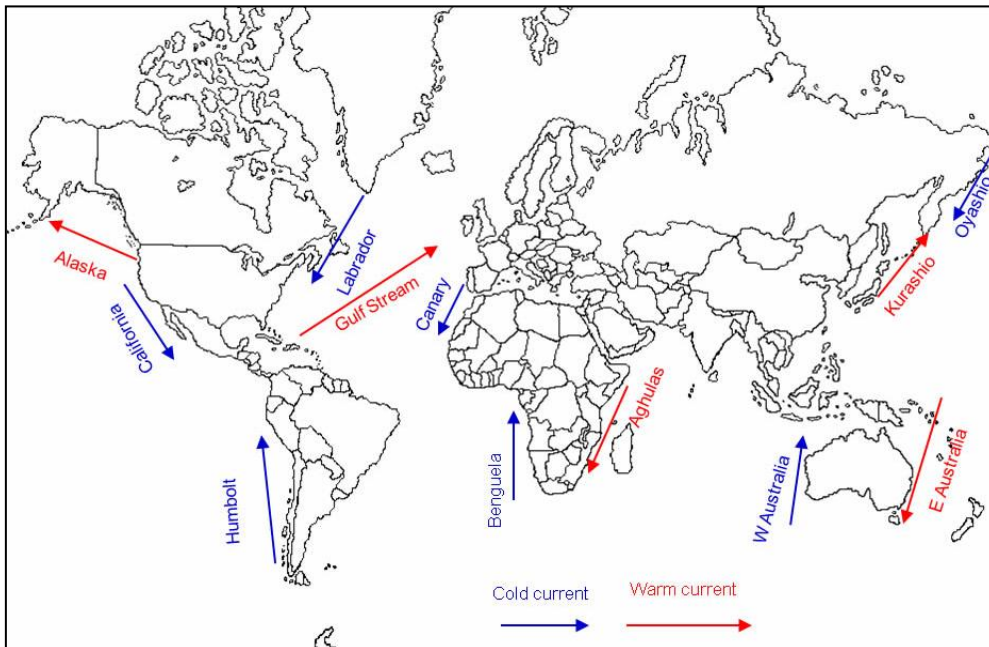 Alaska
California
Labrador
Gulf Stream
Canary
Oyashio
Kurashio
Humbolt
Benguela
Aghulas
W Australia
E Australia
Cold current
Warm current